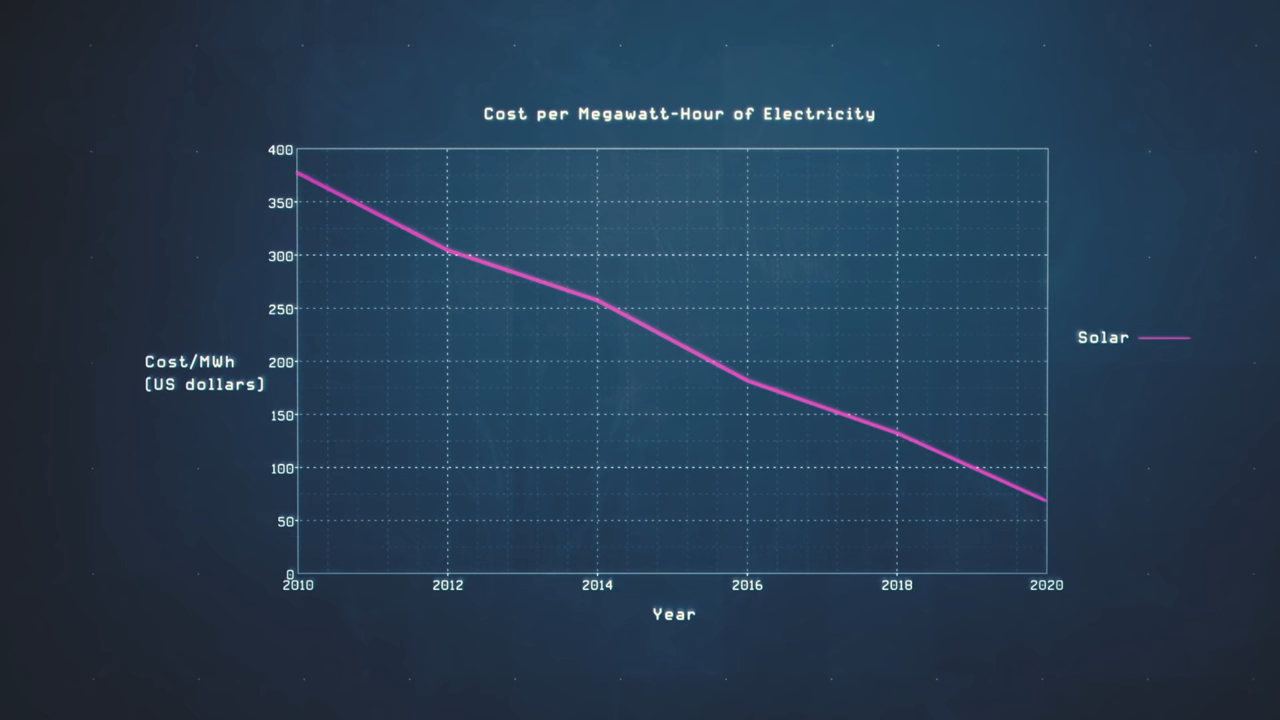 Cost per Megawatt-Hour of Electricity
400
350
300
250
200
150
100
50
0
Cost/MWh
(US dollars)
Solar
2010 2012 2014 2016 2018 2020
Year